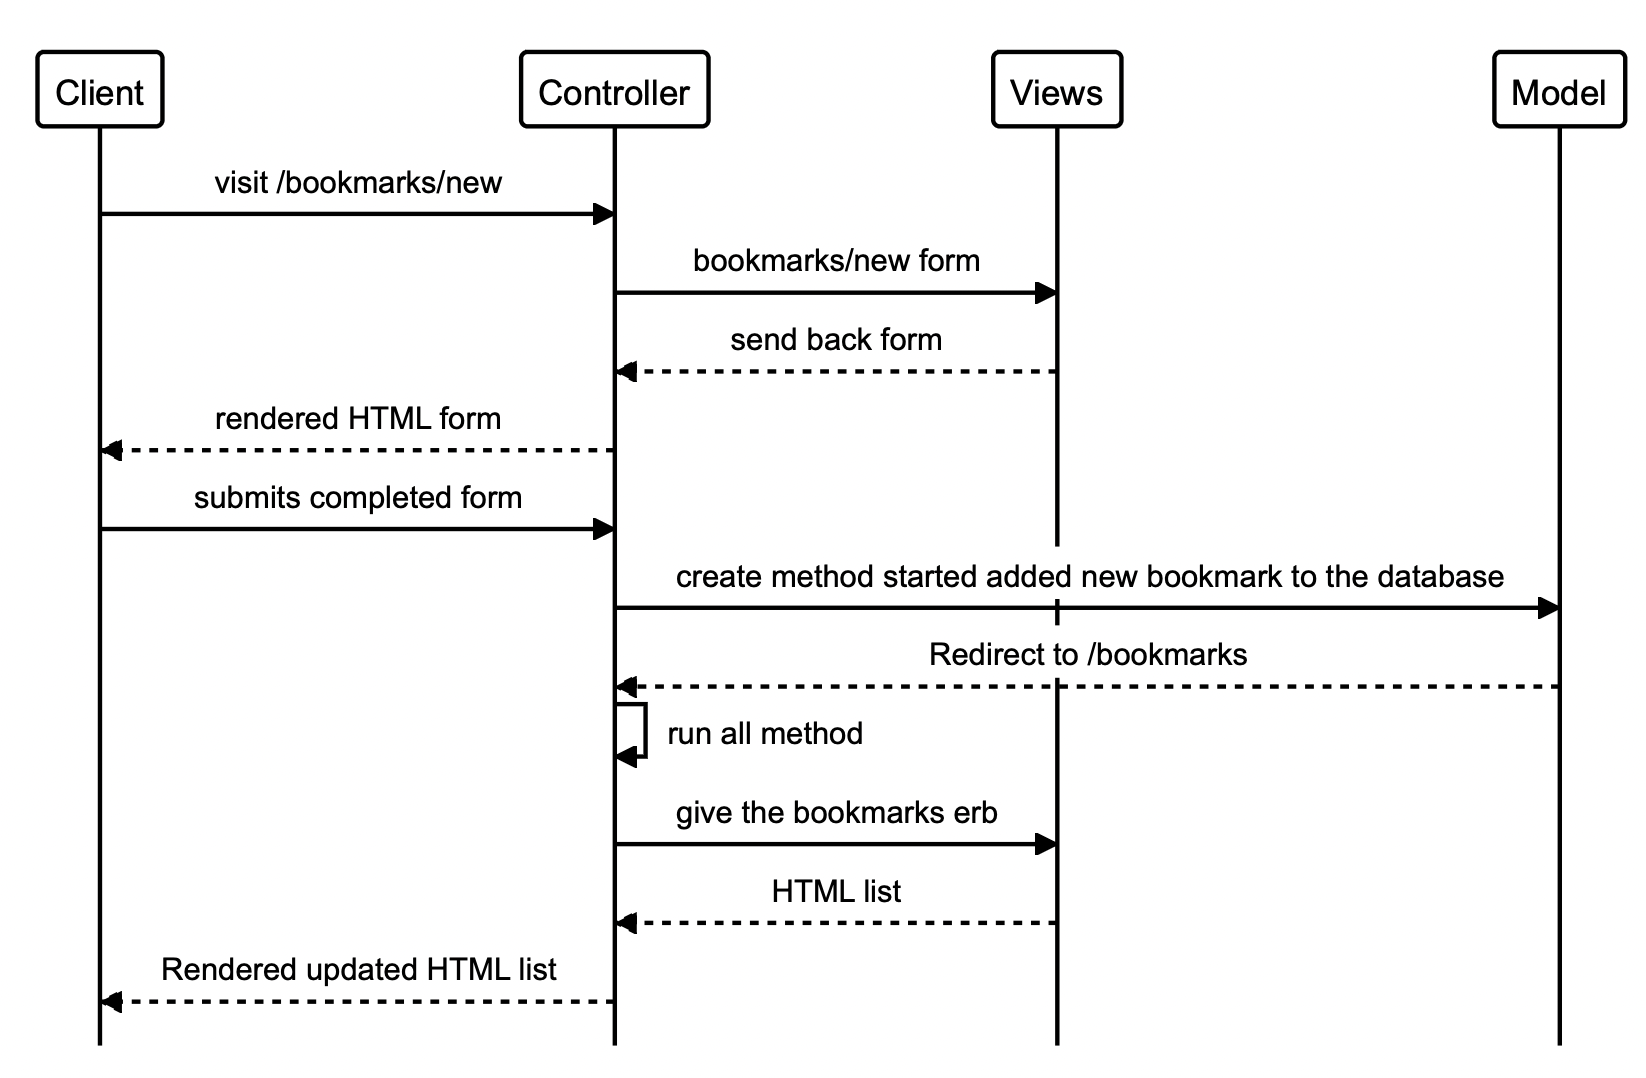 Client
Controller
Views
Model
visit /bookmarks/new
bookmarks/new form
send back form
rendered HTML form
submits completed form
create method started added new bookmark to the database
Redirect to /bookmarks
run all method
give the bookmarks erb
HTML list
Rendered updated HTML list